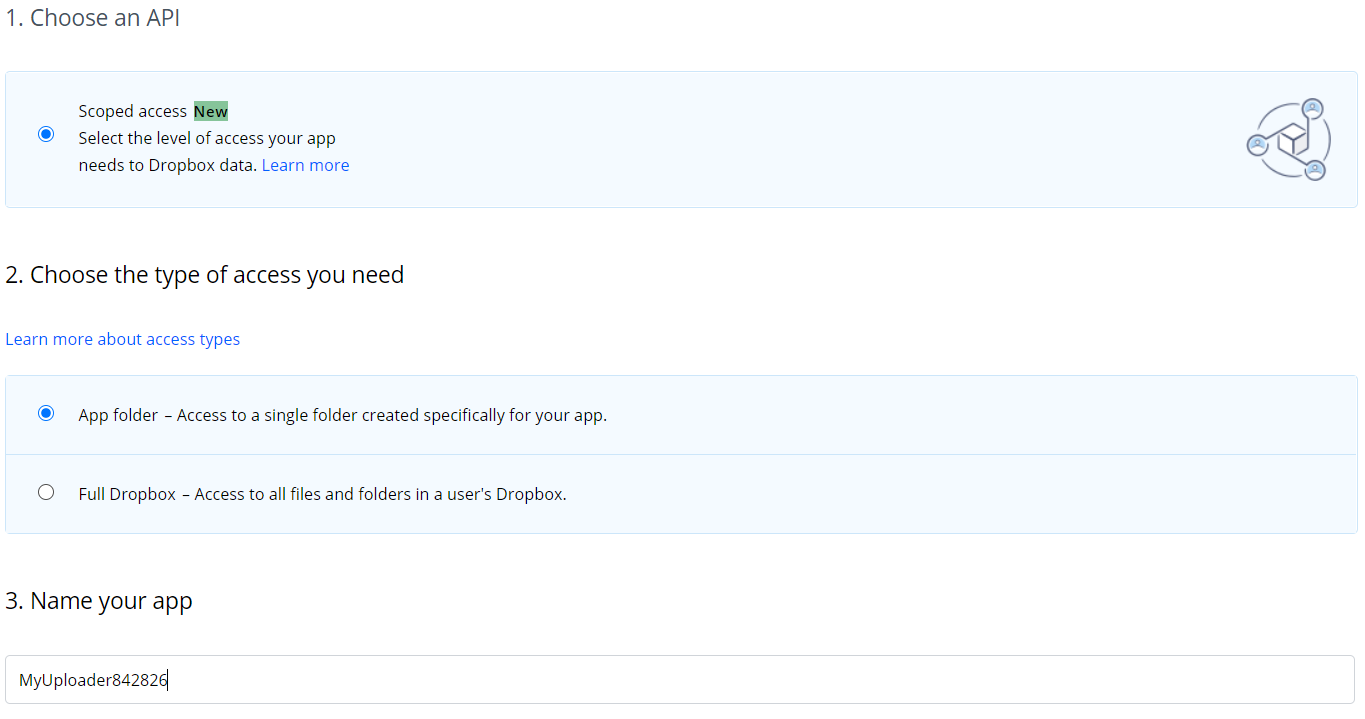 1. Choose an API
Scoped access New
Select the level of access your app
needs to Dropbox data. Learn more
2. Choose the type of access you need
Learn more about access types
App folder – Access to a single folder created specifically for your app.
Full Dropbox – Access to all files and folders in a user's Dropbox.
3. Name your app
MyUploader842826